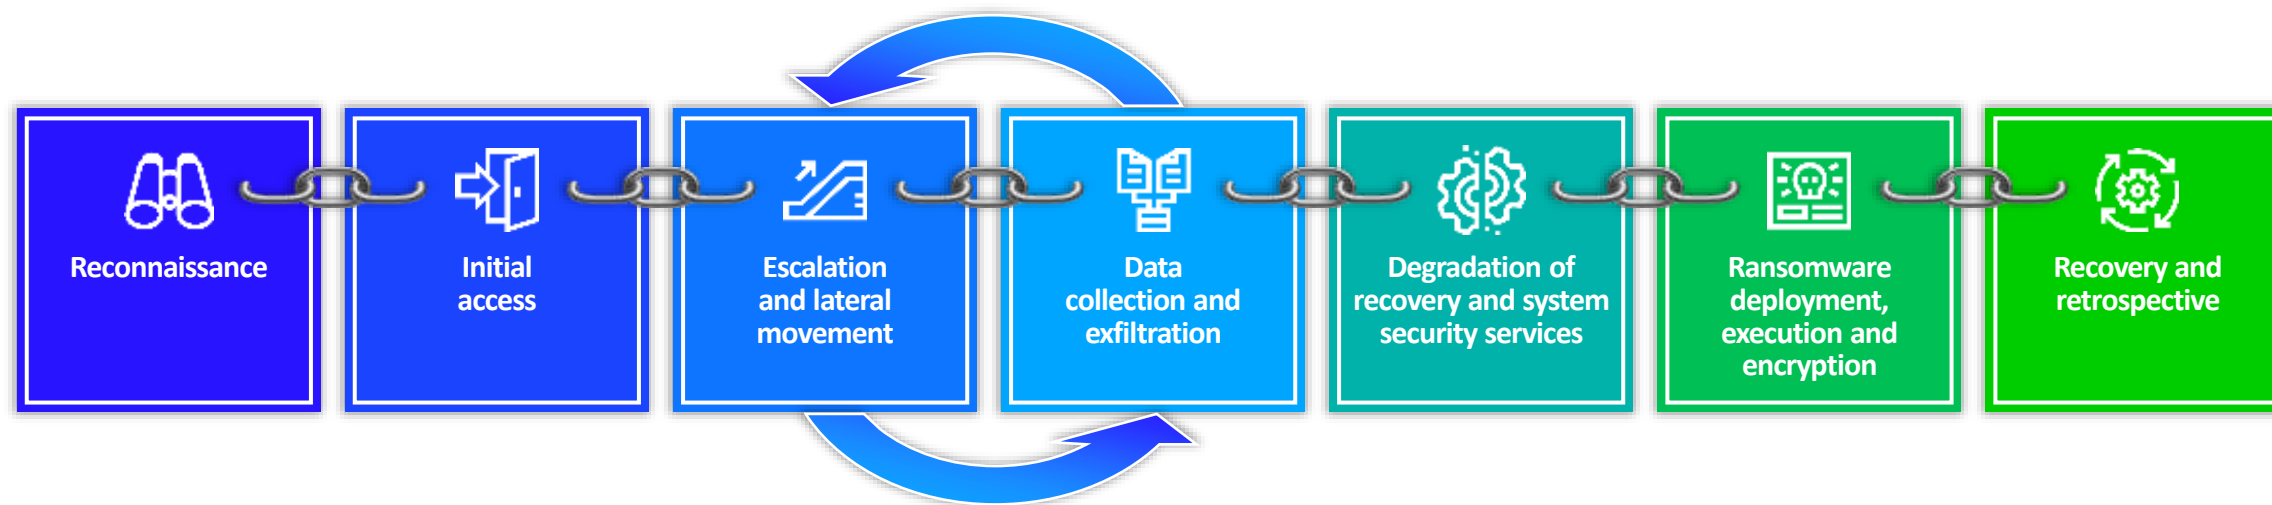 Reconnaissance
Initial
access
Escalation
and lateral
movement
Data
collection and
exfiltration
Degradation of
recovery and system
security services
Ransomware
deployment,
execution and
encryption
Recovery and
retrospective